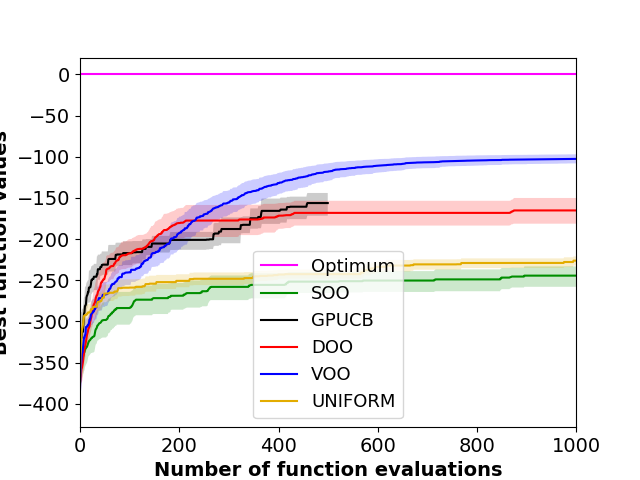 0
−50
−100
−150
−200
−250
−300
−350
−400
Best function values
Optimum
SOO
GPUCB
DOO
VOO
UNIFORM
0 200 400 600 800 1000
Number of function evaluations